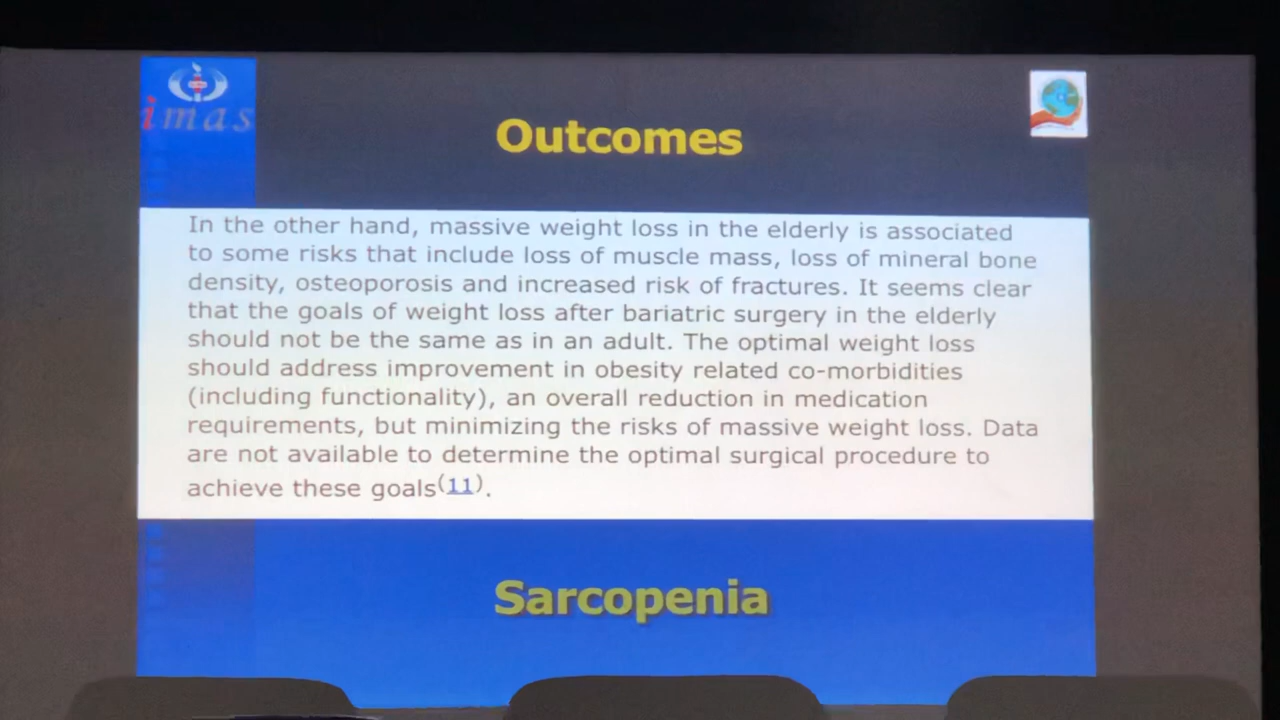 imas
Outcomes
In the other hand, massive weight loss in the elderly is associated
to some risks that include loss of muscle mass, loss of mineral bone
density, osteoporosis and increased risk of fractures. It seems clear
that the goals of weight loss after bariatric surgery in the elderly
should not be the same as in an adult. The optimal weight loss
should address improvement in obesity related co-morbidities
(including functionality), an overall reduction in medication
requirements, but minimizing the risks of massive weight loss. Data
are not available to determine the optimal surgical procedure to
achieve these goals(11).
Sarcopenia